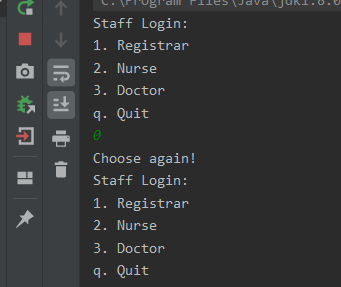 C:\Program Files\Java\jdk1.8.0
Staff Login:
1. Registrar
2. Nurse
3. Doctor
q. Quit
0
Choose again!
Staff Login:
1. Registrar
2. Nurse
3. Doctor
q. Quit